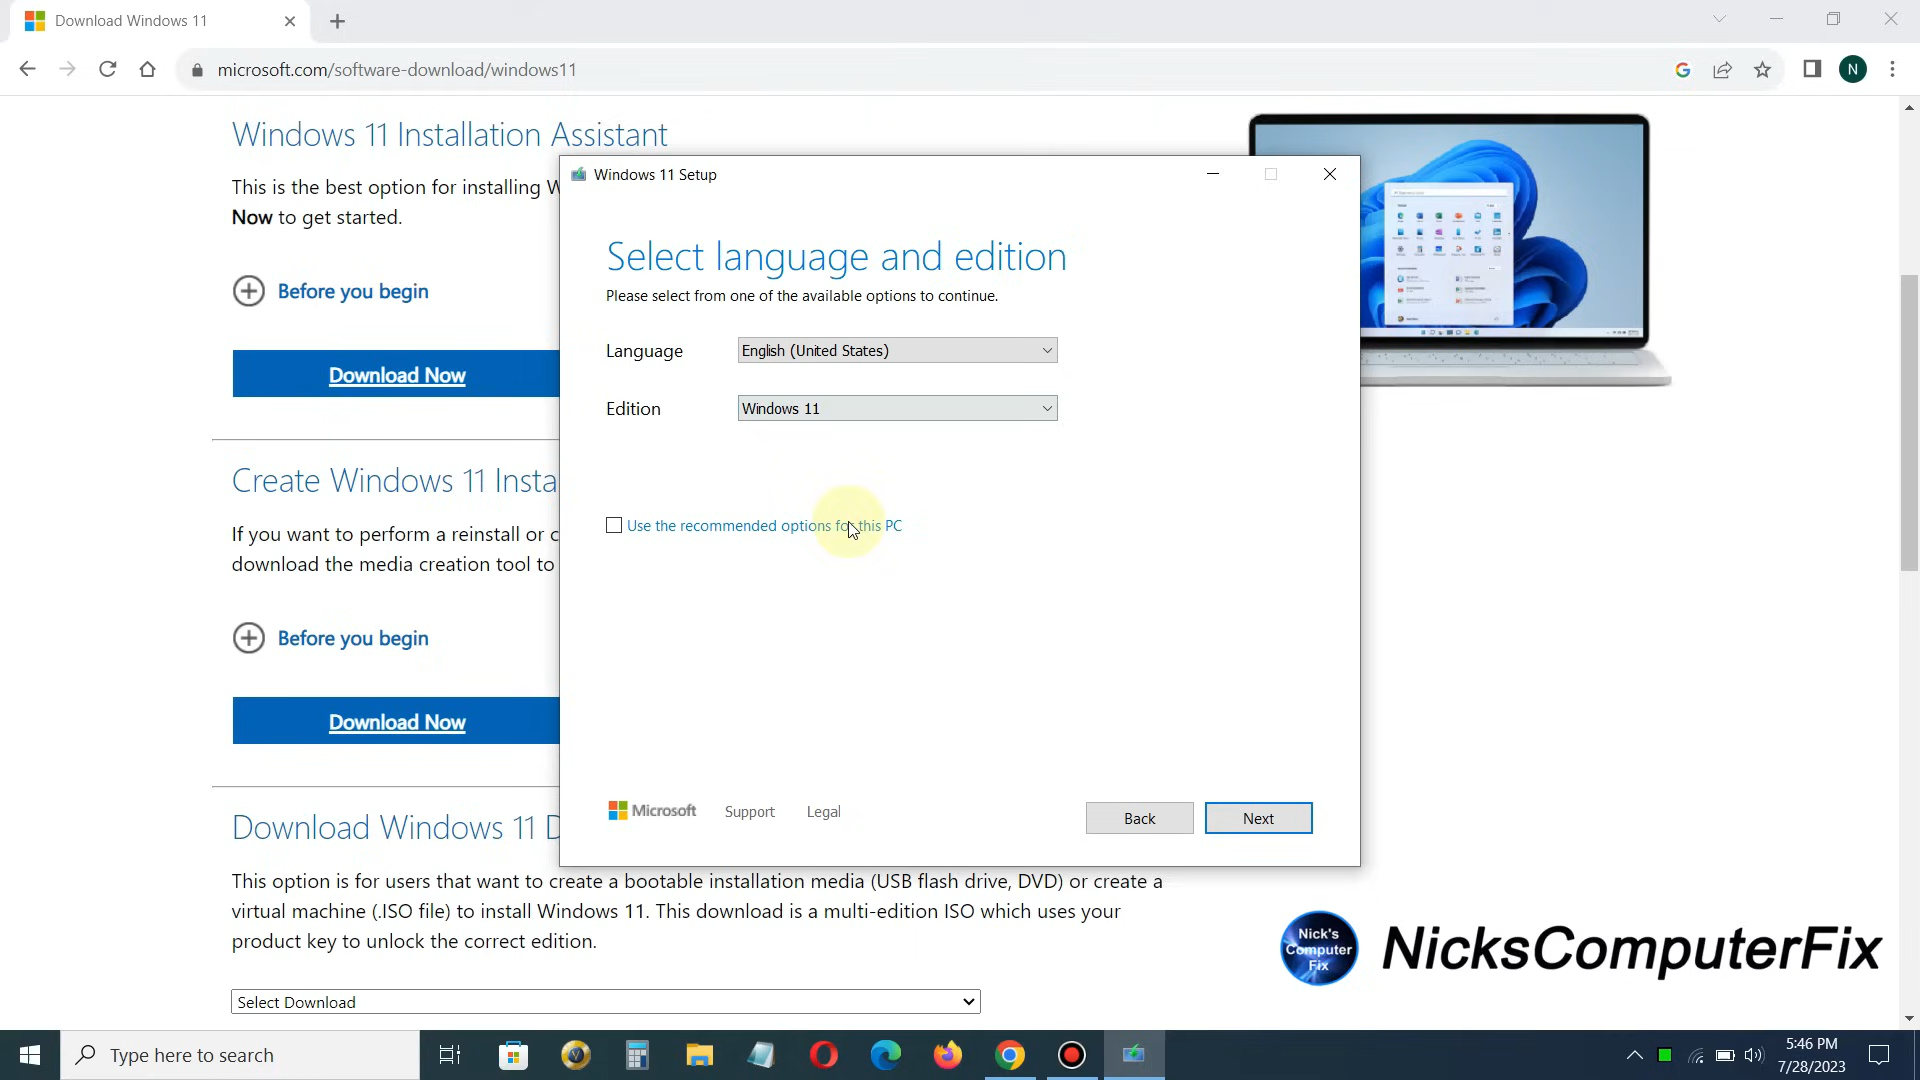 Download Windows 11
microsoft.com/software-download/windows11
N
Windows 11 Installation Assistant
This is the best option for installing W
Now to get started.
Before you begin
Download Now
Create Windows 11 Insta
If you want to perform a reinstall or c
download the media creation tool to
Before you begin
Download Now
Download Windows 11 D
This option is for users that want to create a bootable installation media (USB flash drive, DVD) or create a
virtual machine (.ISO file) to install Windows 11. This download is a multi-edition ISO which uses your
product key to unlock the correct edition.
Select Download
Windows 11 Setup
Select language and edition
Please select from one of the available options to continue.
Language English (United States)
Edition Windows 11
Use the recommended options for this PC
Microsoft Support Legal
Back Next
Nick's
Computer
Fix
NicksComputerFix
Type here to search
5:46 PM
7/28/2023